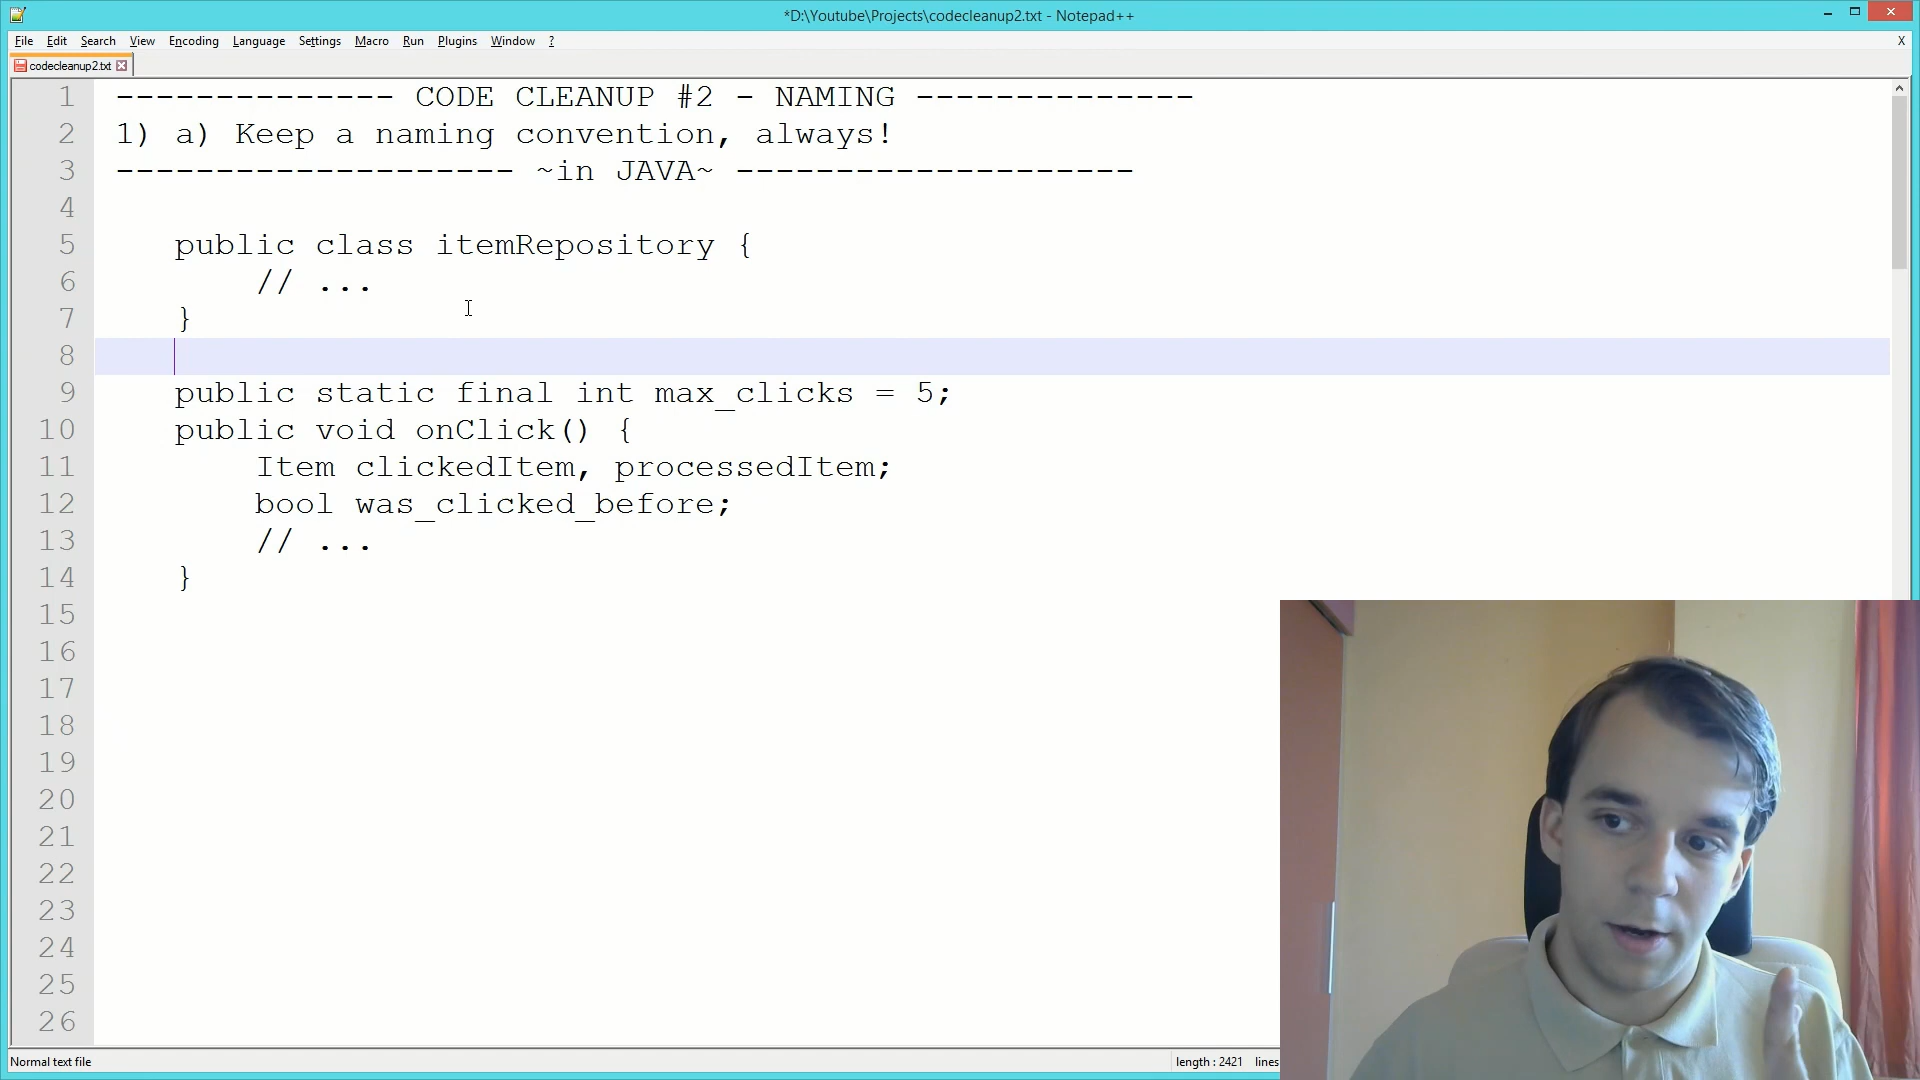 *D:\Youtube\Projects\codecleanup2.txt - Notepad++
File Edit Search View Encoding Language Settings Macro Run Plugins Window ? X
codecleanup2.txt
1 -------------- CODE CLEANUP #2 - NAMING --------------
2 1) a) Keep a naming convention, always!
3 -------------------- ~in JAVA~ --------------------
4
5 public class itemRepository {
6 // ...
7 }
8
9 public static final int max_clicks = 5;
10 public void onClick() {
11 Item clickedItem, processedItem;
12 bool was_clicked_before;
13 // ...
14 }
15
16
17
18
19
20
21
22
23
24
25
26
Normal text file length : 2421 lines